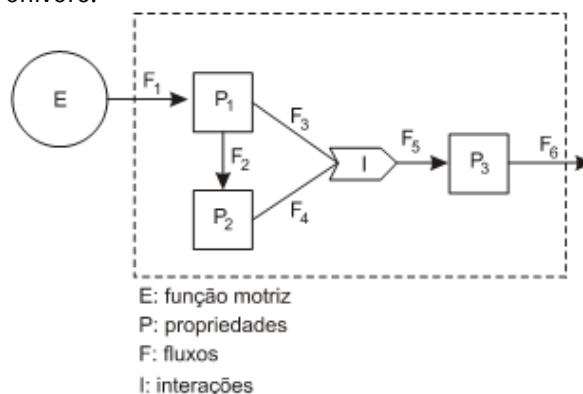 E
F1
P1
F3
F2
F5
F6
I
P3
P2
F4
E: função motriz
P: propriedades
F: fluxos
I: interações